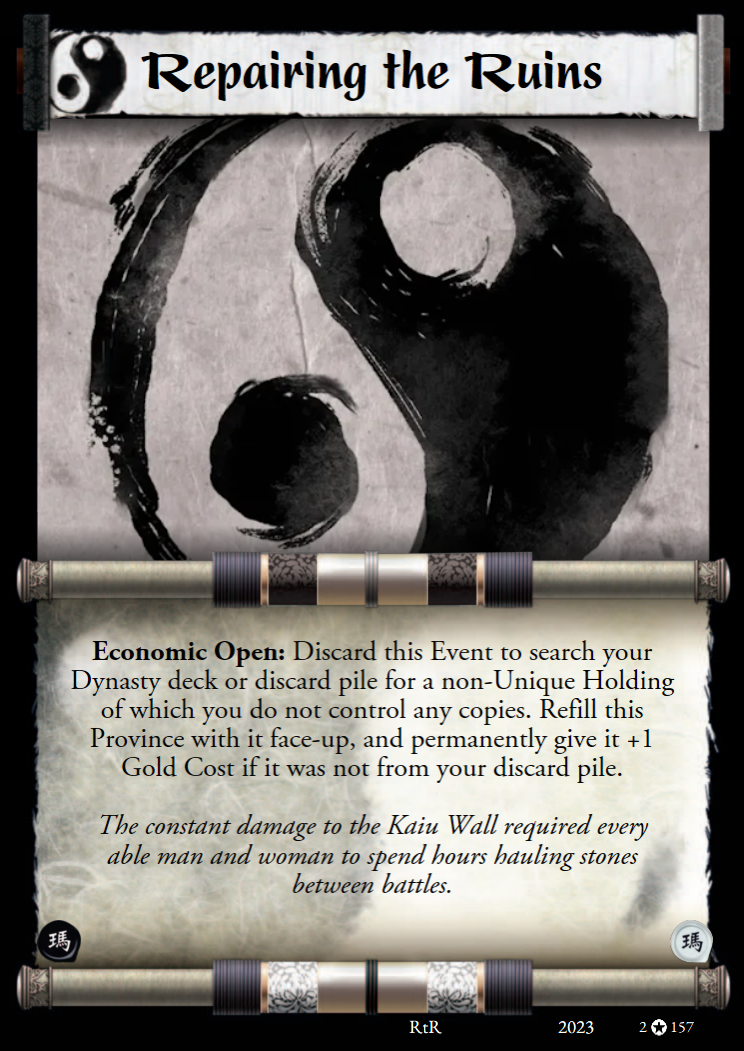 Repairing the Ruins
Economic Open: Discard this Event to search your
Dynasty deck or discard pile for a non-Unique Holding
of which you do not control any copies. Refill this
Province with it face-up, and permanently give it +1
Gold Cost if it was not from your discard pile.
The constant damage to the Kaiu Wall required every
able man and woman to spend hours hauling stones
between battles.
瑪 瑪
RtR 2023 2 ✪ 157